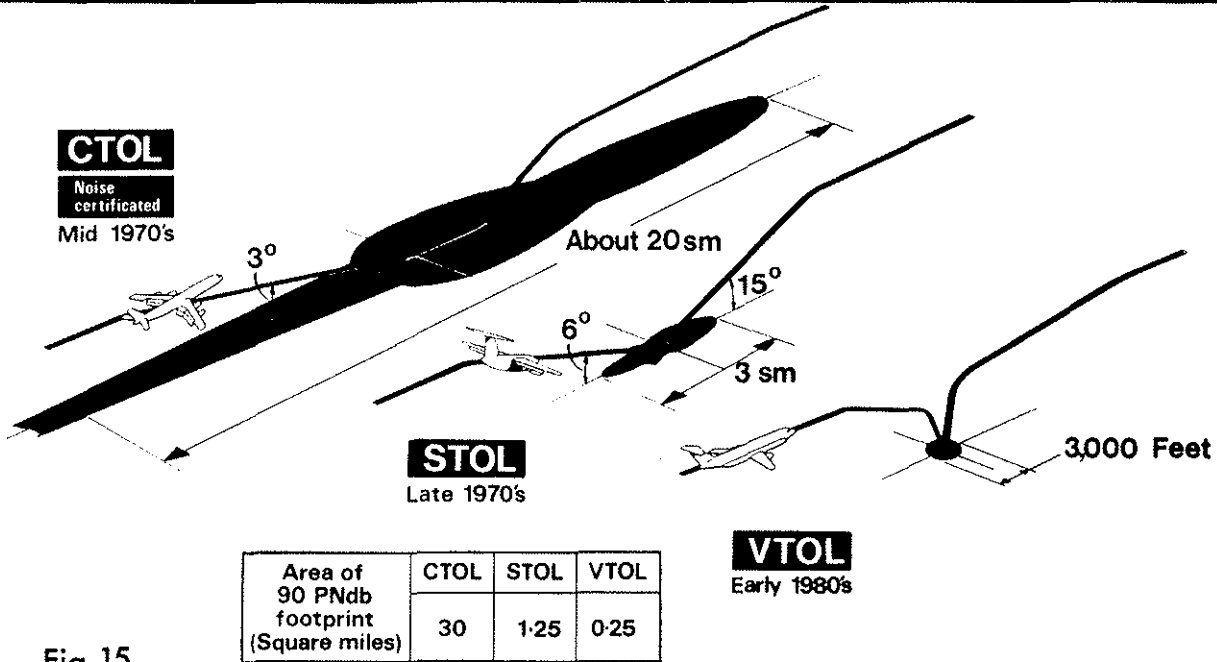 CTOL
Noise
certificated
Mid 1970's
3°
About 20 sm
15°
6°
3 sm
STOL
Late 1970's
3,000 Feet
VTOL
Early 1980's
Area of
90 PNdb
footprint
(Square miles)
CTOL STOL VTOL
30 1·25 0·25
Fig. 15